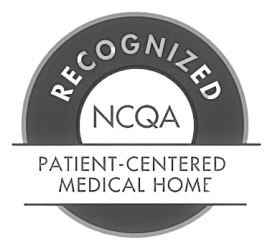 RECOGNIZED
NCQA
PATIENT-CENTERED
MEDICAL HOME